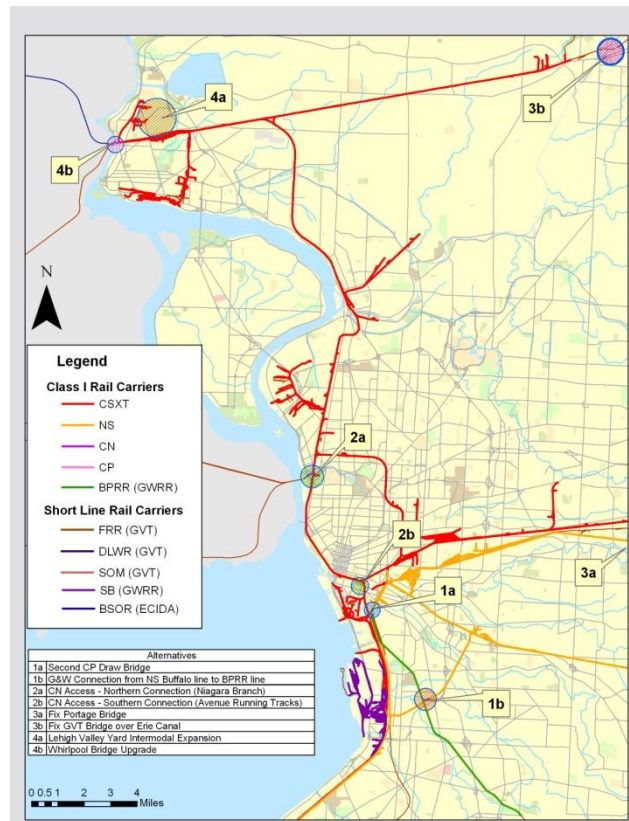 4a
3b
4b
N
Legend
Class I Rail Carriers
CSXT
NS
CN
CP
BPRR (GWRR)
Short Line Rail Carriers
FRR (GVT)
DLWR (GVT)
SOM (GVT)
SB (GWRR)
BSOR (ECIDA)
2a
2b
3a
1a
1b
Alternatives
1a Second CP Draw Bridge
1b G&W Connection from NS Buffalo line to BPRR line
2a CN Access - Northern Connection (Niagara Branch)
2b CN Access - Southern Connection (Avenue Running Tracks)
3a Fix Portage Bridge
3b Fix GVT Bridge over Erie Canal
4a Lehigh Valley Yard Intermodal Expansion
4b Whirlpool Bridge Upgrade
0 0.5 1 2 3 4
Miles